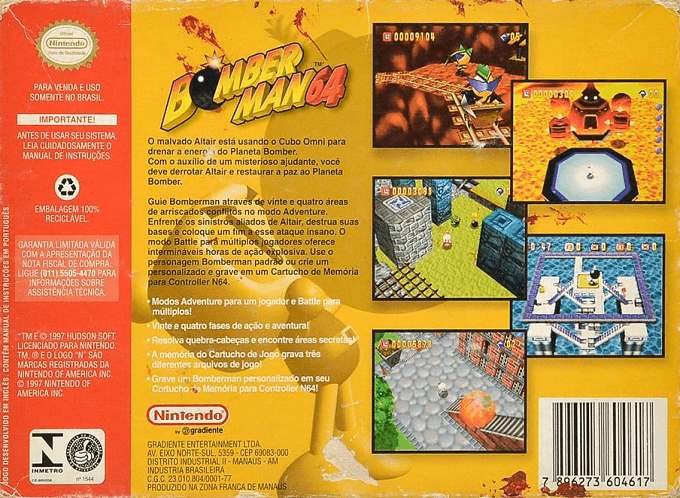 Official
Nintendo
Selo de Qualidade
PARA VENDA E USO
SOMENTE NO BRASIL.
IMPORTANTE!
ANTES DE USAR SEU SISTEMA,
LEIA CUIDADOSAMENTE O
MANUAL DE INSTRUÇÕES.
EMBALAGEM 100%
RECICLÁVEL.
GARANTIA LIMITADA VÁLIDA
COM A APRESENTAÇÃO DA
NOTA FISCAL DE COMPRA.
LIGUE (011) 5505-4470 PARA
INFORMAÇÕES SOBRE
ASSISTÊNCIA TÉCNICA.
"TM E © 1997 HUDSON SOFT
LICENCIADO PARA NINTENDO.
TM, ® E O LOGO "N" SÃO
MARCAS REGISTRADAS DA
NINTENDO OF AMERICA INC.
© 1997 NINTENDO OF
AMERICA INC.
N
INMETRO
nº 1544
JOGO DESENVOLVIDO EM INGLÊS. CONTÉM MANUAL DE INSTRUÇÕES EM PORTUGUÊS.
BOMBER
MAN64
TM
O malvado Altair está usando o Cubo Omni para
drenar a energia do Planeta Bomber.
Com o auxílio de um misterioso ajudante, você
deve derrotar Altair e restaurar a paz ao Planeta
Bomber.
Guie Bomberman através de vinte e quatro áreas
de arriscados conflitos no modo Adventure.
Enfrente os sinistros aliados de Altair, destrua suas
bases e coloque um fim a esse ataque insano. O
modo Battle para múltiplos jogadores oferece
intermináveis horas de ação explosiva. Use o
personagem Bomberman padrão ou crie um
personalizado e grave em um Cartucho de Memória
para Controller N64.
• Modos Adventure para um jogador e Battle para
múltiplos!
• Vinte e quatro fases de ação e aventura!
• Resolva quebra-cabeças e encontre áreas secretas!
• A memória do Cartucho de Jogo grava três
diferentes arquivos de jogo!
• Grave um Bomberman personalizado em seu
Cartucho de Memória para Controller N64!
Nintendo
by gradiente
GRADIENTE ENTERTAINMENT LTDA.
AV. EIXO NORTE-SUL, 5359 - CEP 69083-000
DISTRITO INDUSTRIAL II - MANAUS - AM
INDÚSTRIA BRASILEIRA
C.G.C. 23.010.804/0001-77
PRODUZIDO NA ZONA FRANCA DE MANAUS
00009104
00003095
00005873
7 896273 604617